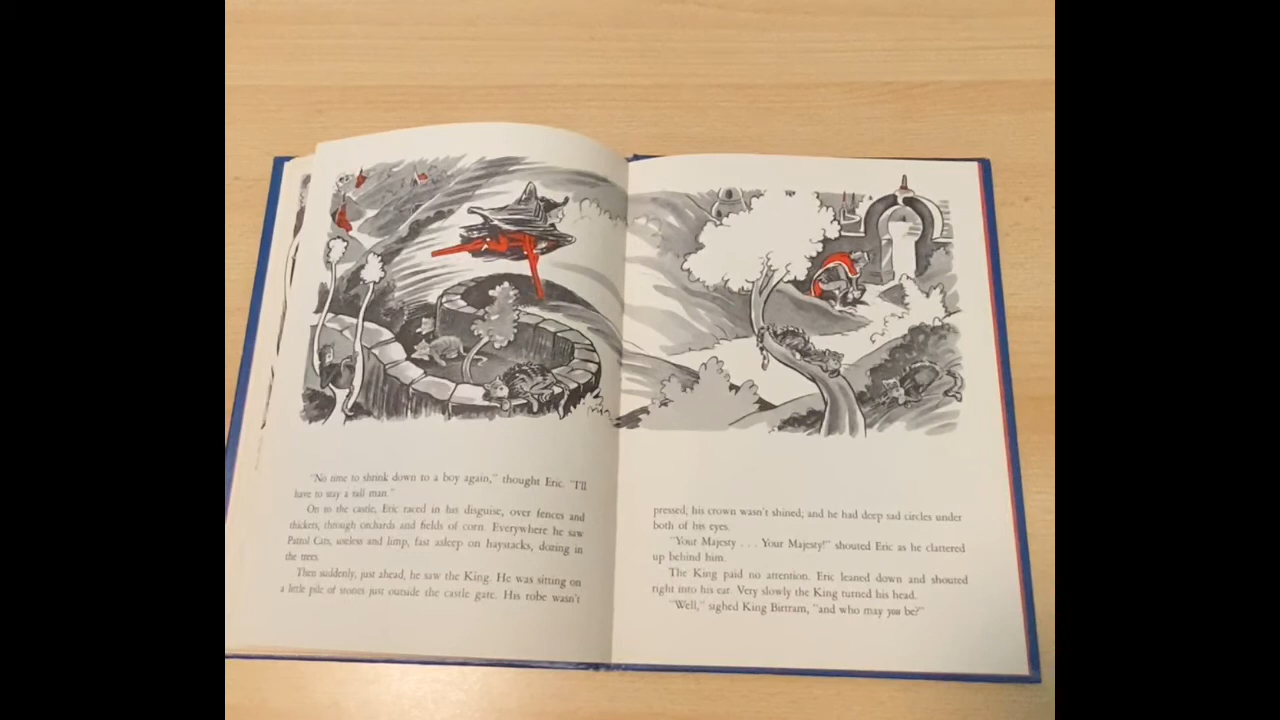 "No time to shrink down to a boy again," thought Eric. "I'll
have to stay a tall man."
On to the castle, Eric raced in his disguise, over fences and
thickets, through orchards and fields of corn. Everywhere he saw
Patrol Cats, useless and limp, fast asleep on haystacks, dozing in
the trees.
Then suddenly, just ahead, he saw the King. He was sitting on
a little pile of stones just outside the castle gate. His robe wasn't
pressed; his crown wasn't shined; and he had deep sad circles under
both of his eyes.
"Your Majesty . . . Your Majesty!" shouted Eric as he clattered
up behind him.
The King paid no attention. Eric leaned down and shouted
right into his ear. Very slowly the King turned his head.
"Well," sighed King Birtram, "and who may you be?"